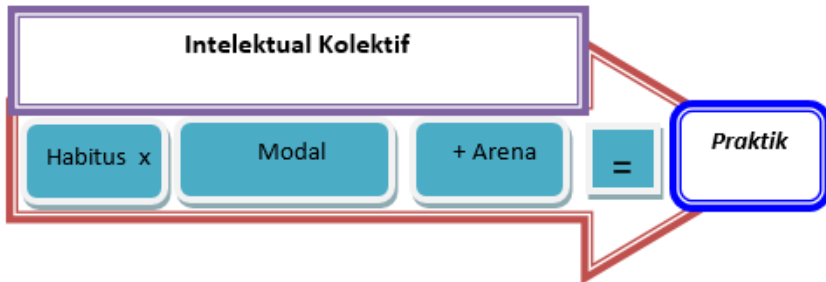 Intelektual Kolektif
Habitus x
Modal
+ Arena
=
Praktik